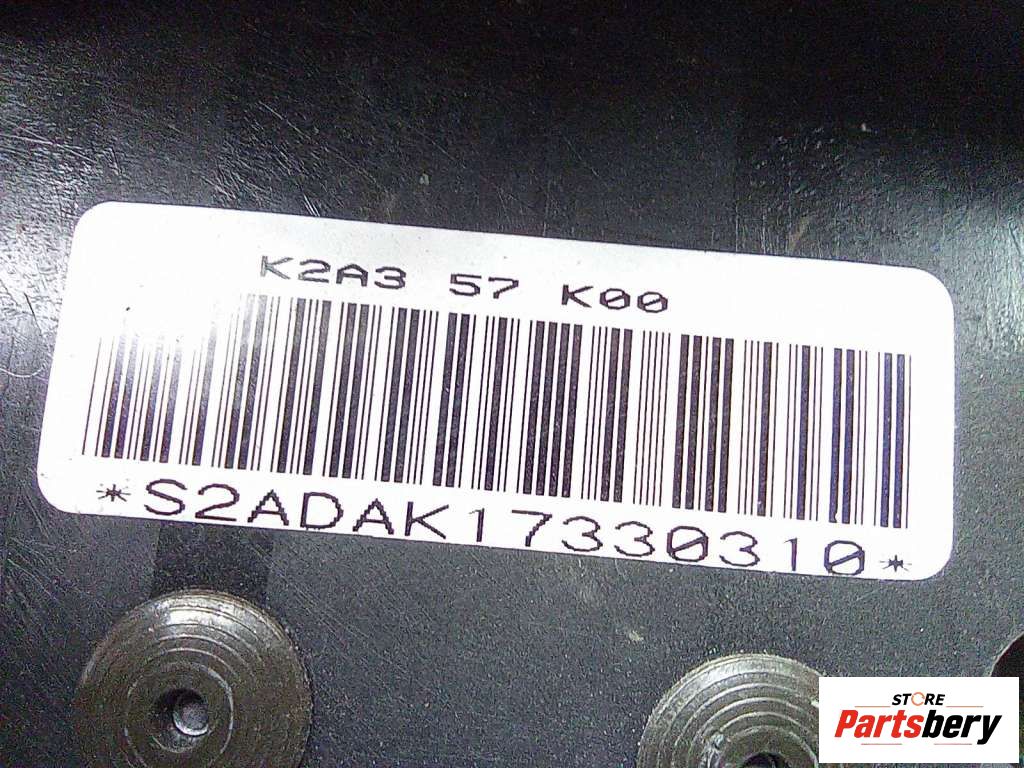 K2A3 57 K00
*S2ADAK17330310*
STORE
Partsbery